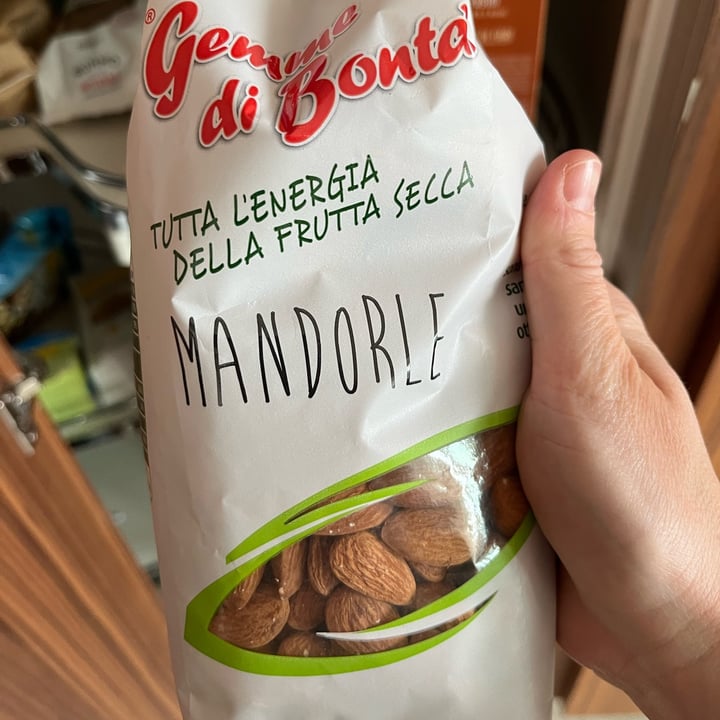 ®
Gemme
di Bontà
TUTTA L'ENERGIA
DELLA FRUTTA SECCA
MANDORLE